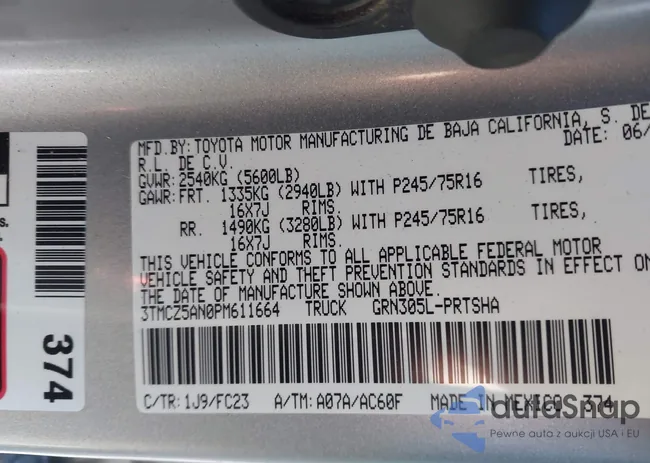 MFD.BY: TOYOTA MOTOR MANUFACTURING DE BAJA CALIFORNIA, S. DE
R.L. DE C.V. DATE: 06/
GVWR: 2540KG (5600LB)
GAWR: FRT. 1335KG (2940LB) WITH P245/75R16 TIRES,
16X7J RIMS.
RR. 1490KG (3280LB) WITH P245/75R16 TIRES,
16X7J RIMS.
THIS VEHICLE CONFORMS TO ALL APPLICABLE FEDERAL MOTOR
VEHICLE SAFETY AND THEFT PREVENTION STANDARDS IN EFFECT ON
THE DATE OF MANUFACTURE SHOWN ABOVE.
3TMCZ5AN0PM611664 TRUCK GRN305L-PRTSHA
C/TR: 1J9/FC23 A/TM: A07A/AC60F MADE IN MEXICO 374
374
autaSnap
Pewne auta z aukcji USA i EU